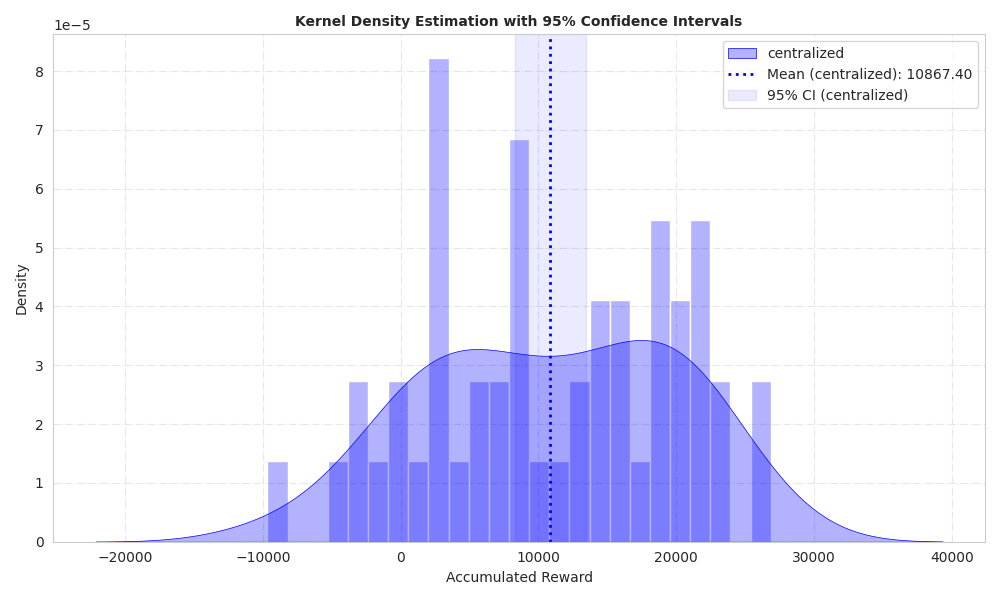 Kernel Density Estimation with 95% Confidence Intervals
1e−5
centralized
Mean (centralized): 10867.40
95% CI (centralized)
8
7
6
5
4
3
2
1
0
Density
−20000 −10000 0 10000 20000 30000 40000
Accumulated Reward